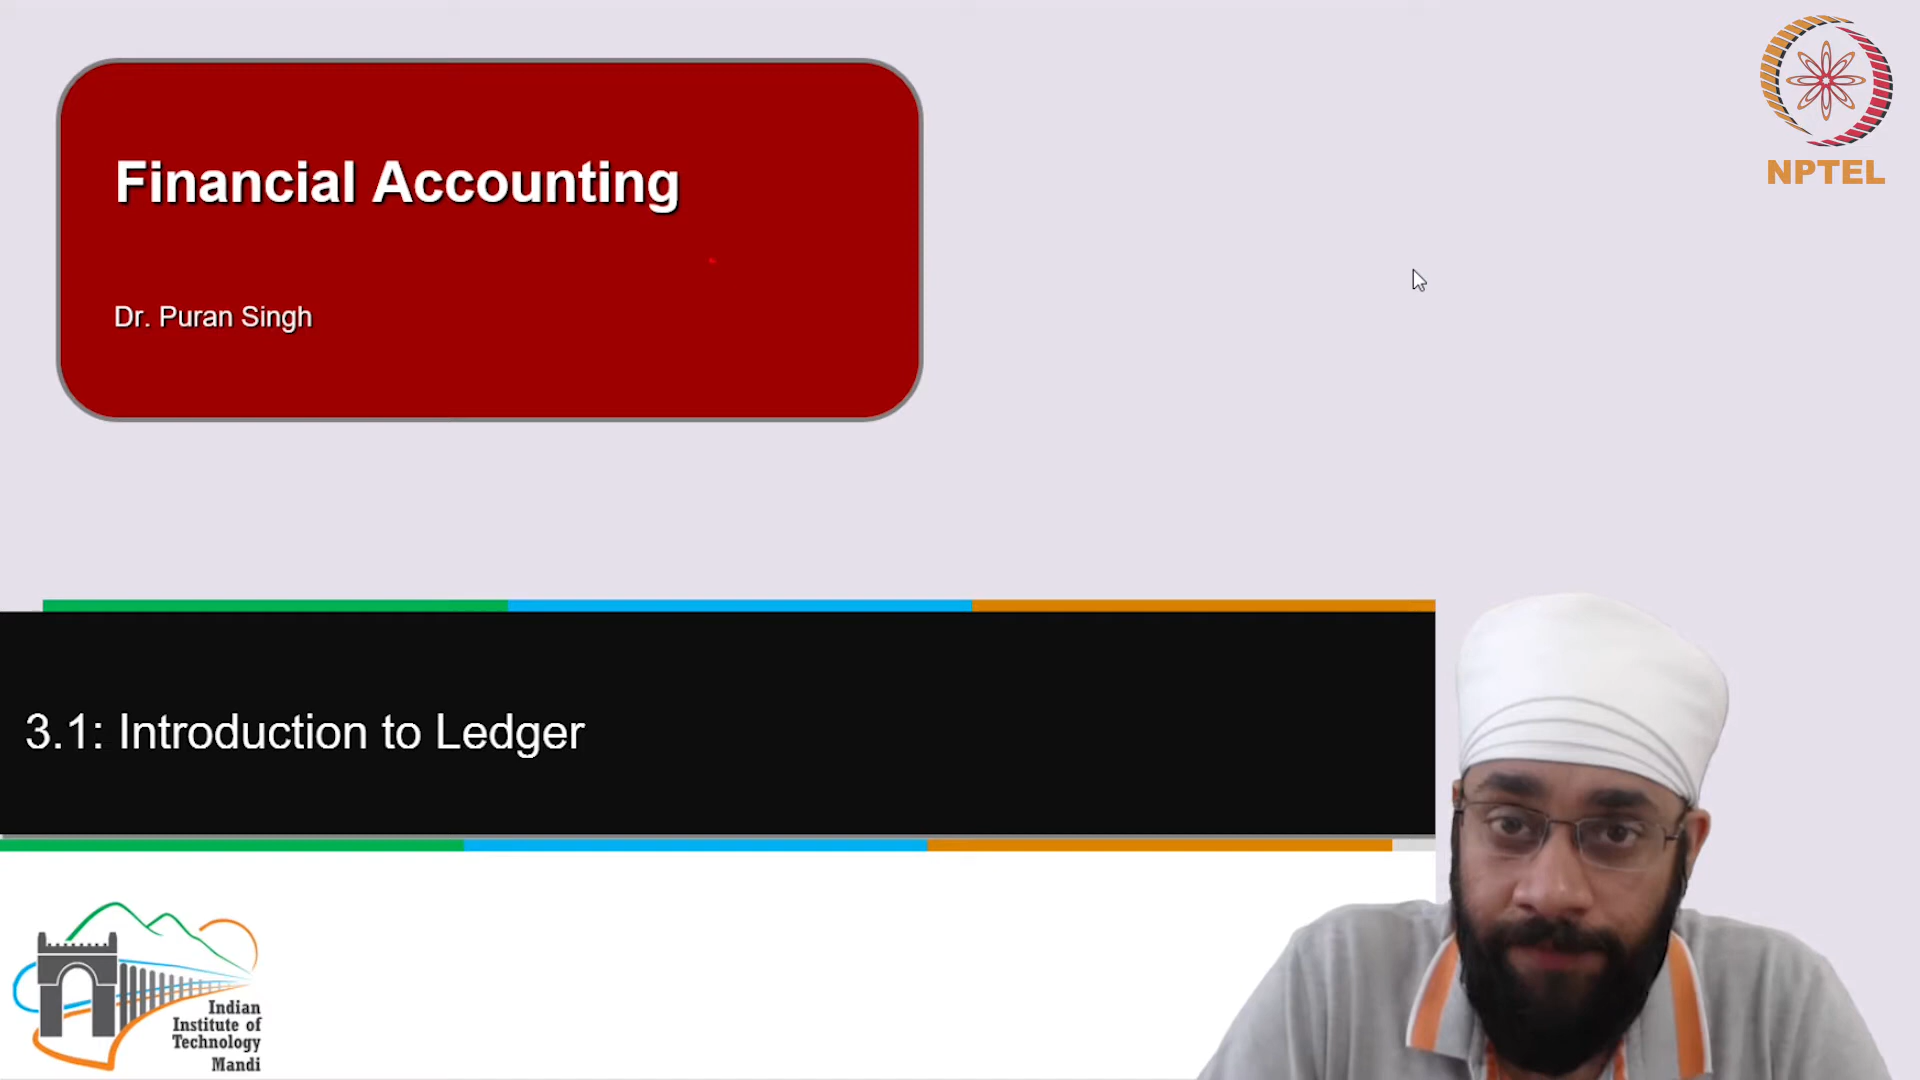 Financial Accounting
Dr. Puran Singh
NPTEL
3.1: Introduction to Ledger
Indian
Institute of
Technology
Mandi